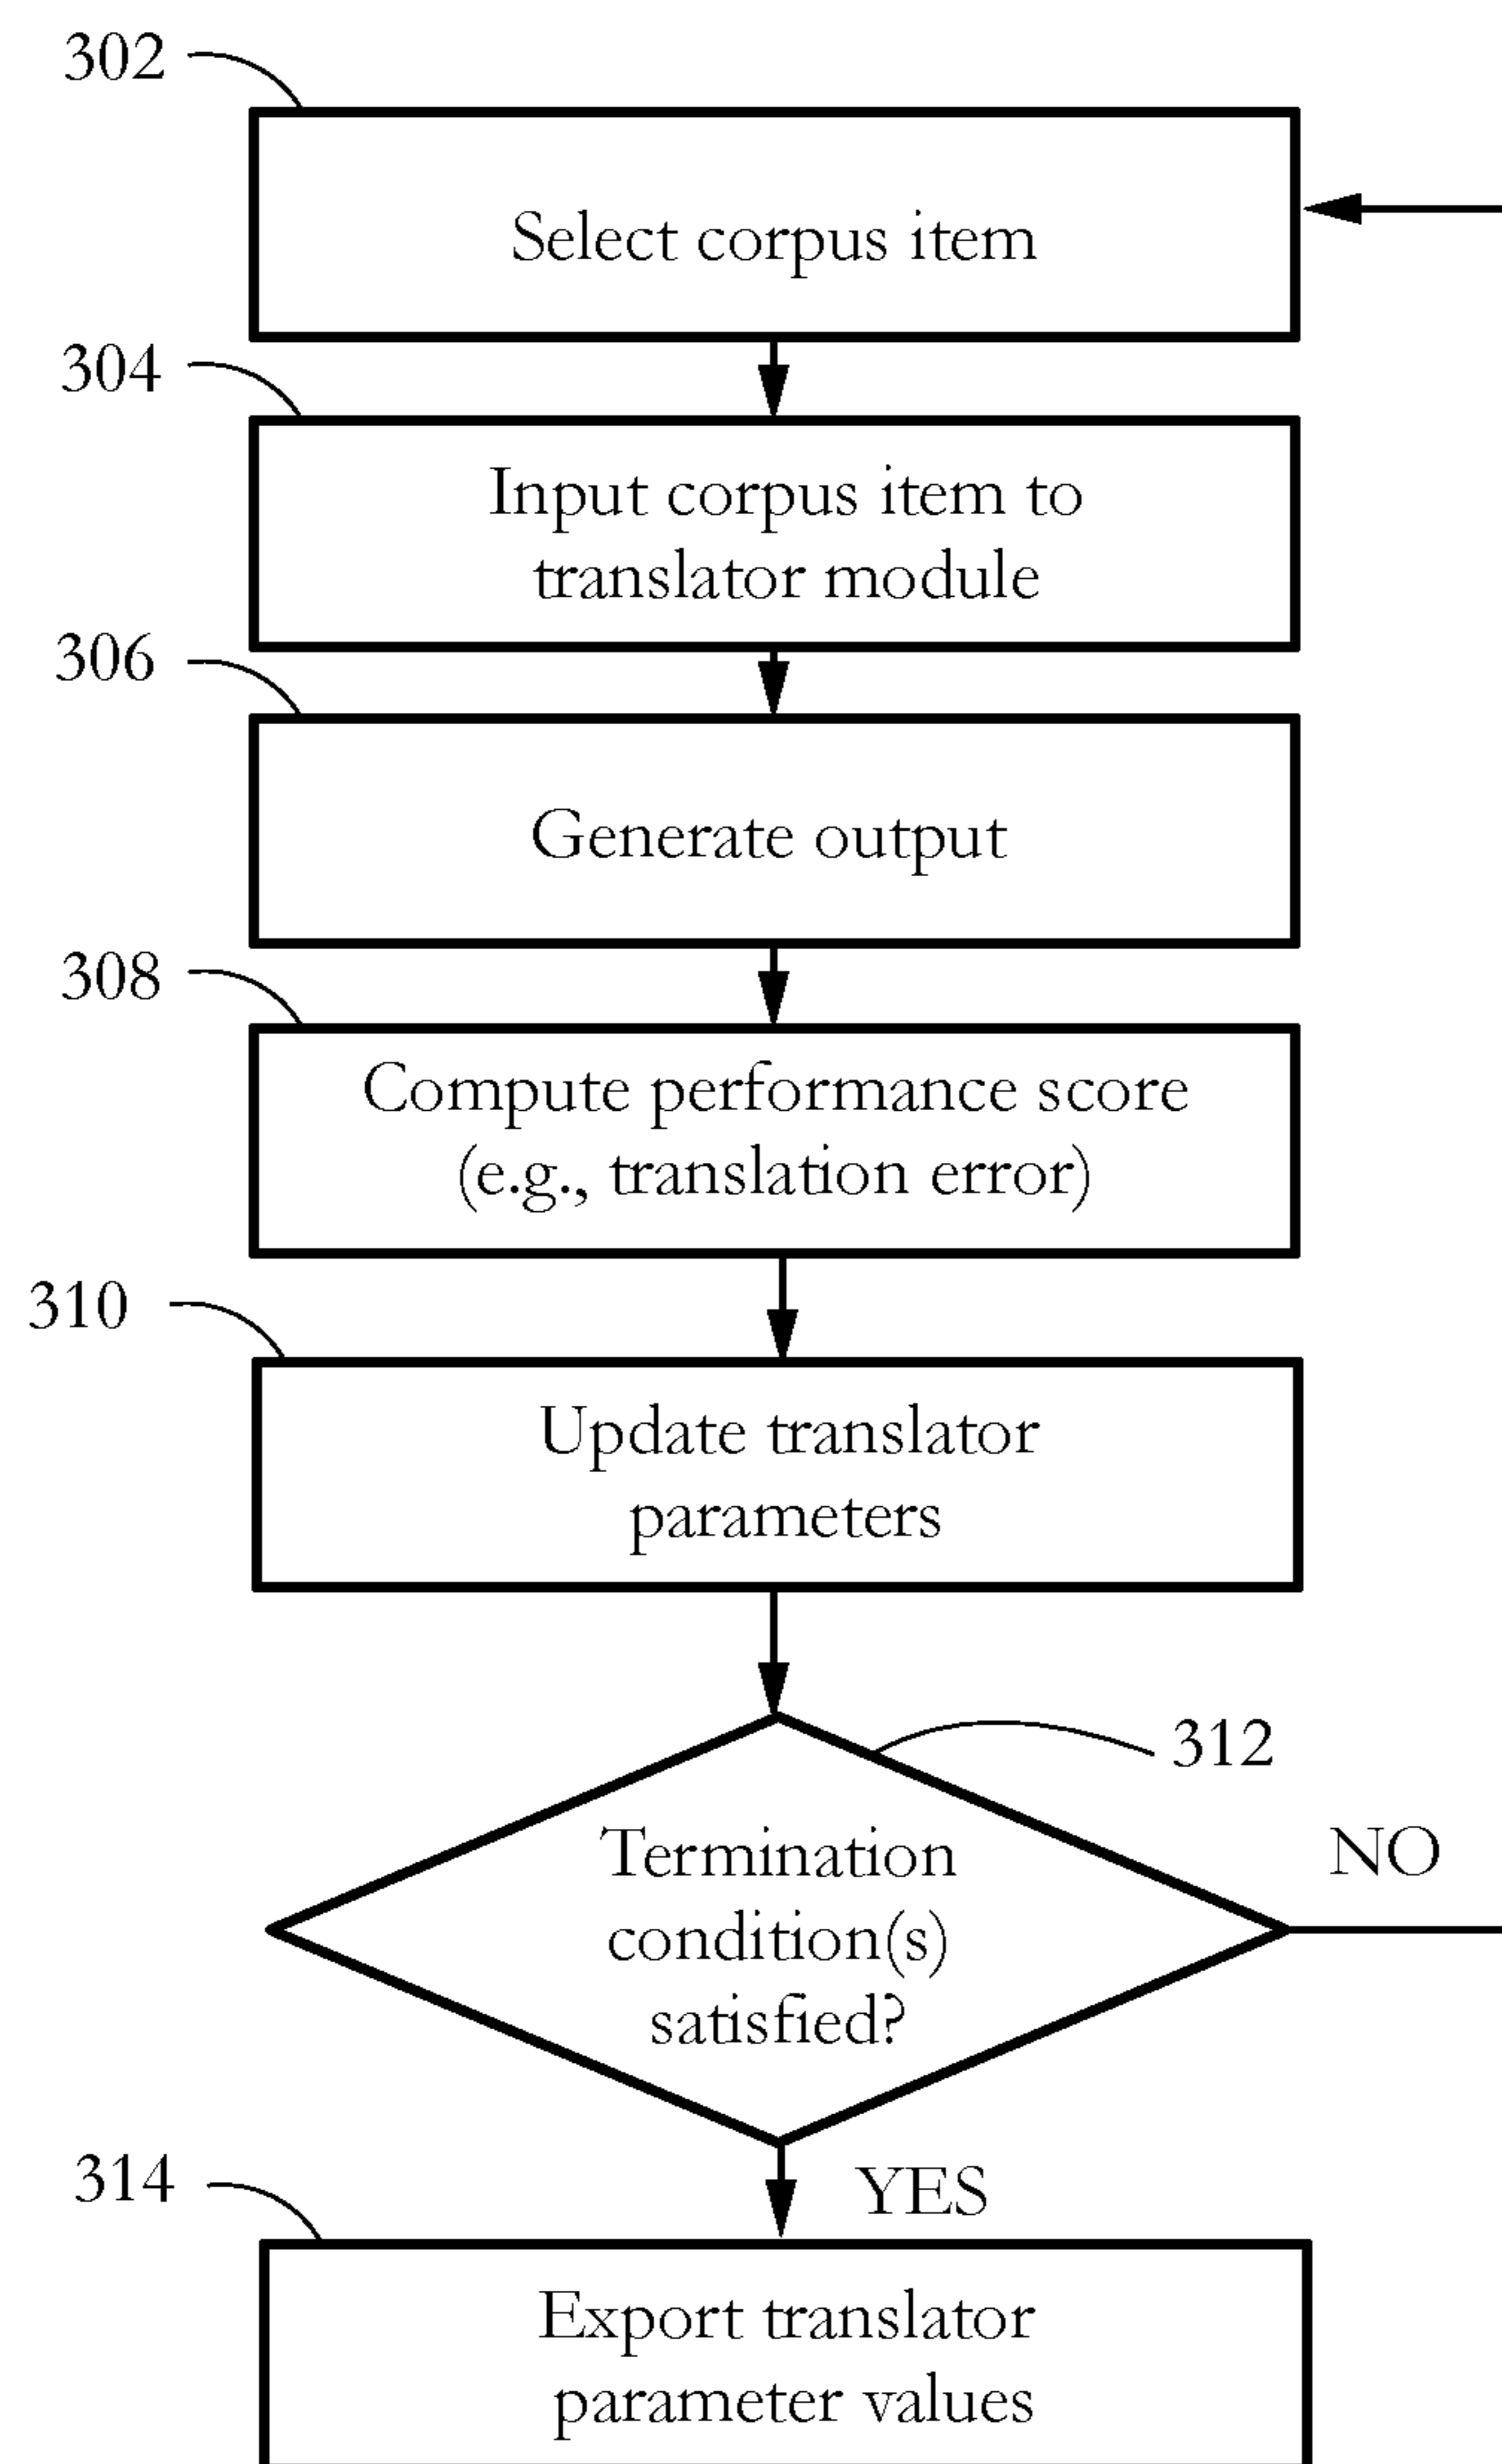 302
Select corpus item
304
Input corpus item to
translator module
306
Generate output
308
Compute performance score
(e.g., translation error)
310
Update translator
parameters
312
Termination
condition(s)
satisfied?
NO
YES
314
Export translator
parameter values